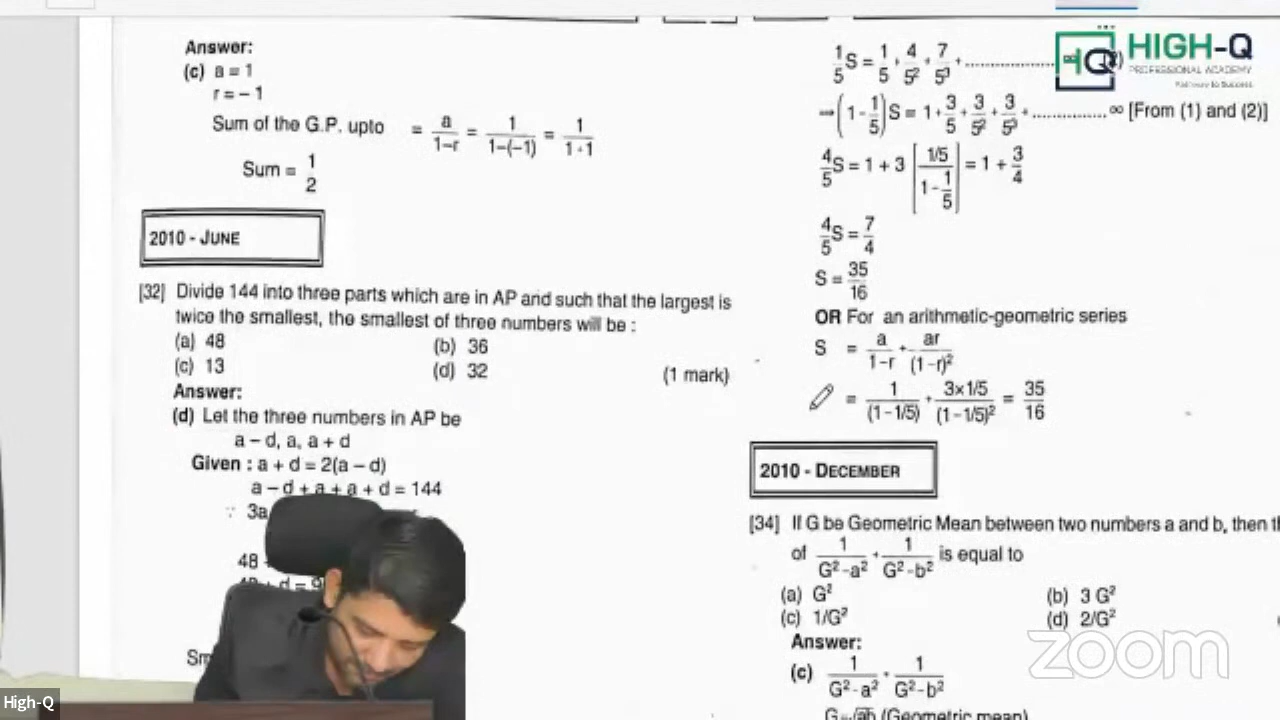 Answer:
(c) a = 1
r = – 1
Sum of the G.P. upto = a/1–r = 1/1–(–1) = 1/1+1
Sum = 1/2
2010 - JUNE
[32] Divide 144 into three parts which are in AP and such that the largest is
twice the smallest, the smallest of three numbers will be :
(a) 48 (b) 36
(c) 13 (d) 32 (1 mark)
Answer:
(d) Let the three numbers in AP be
a – d, a, a + d
Given : a + d = 2(a – d)
a – d + a + a + d = 144
∵ 3a
48
1/5 S = 1/5 + 4/5² + 7/5³ + ....................
⇒ (1 - 1/5) S = 1 + 3/5 + 3/5² + 3/5³ + .............. ∞ [From (1) and (2)]
4/5 S = 1 + 3 [1/5 / 1 - 1/5] = 1 + 3/4
4/5 S = 7/4
S = 35/16
OR For an arithmetic-geometric series
S = a/1–r + ar/(1–r)²
= 1/(1–1/5) + 3×1/5/(1–1/5)² = 35/16
2010 - DECEMBER
[34] If G be Geometric Mean between two numbers a and b, then
of 1/G²-a² + 1/G²-b² is equal to
(a) G² (b) 3 G²
(c) 1/G² (d) 2/G²
Answer:
(c) 1/G²-a² + 1/G²-b²
G = √ab (Geometric mean)
HIGH-Q
PROFESSIONAL ACADEMY
Pathway to Success
zoom
High-Q